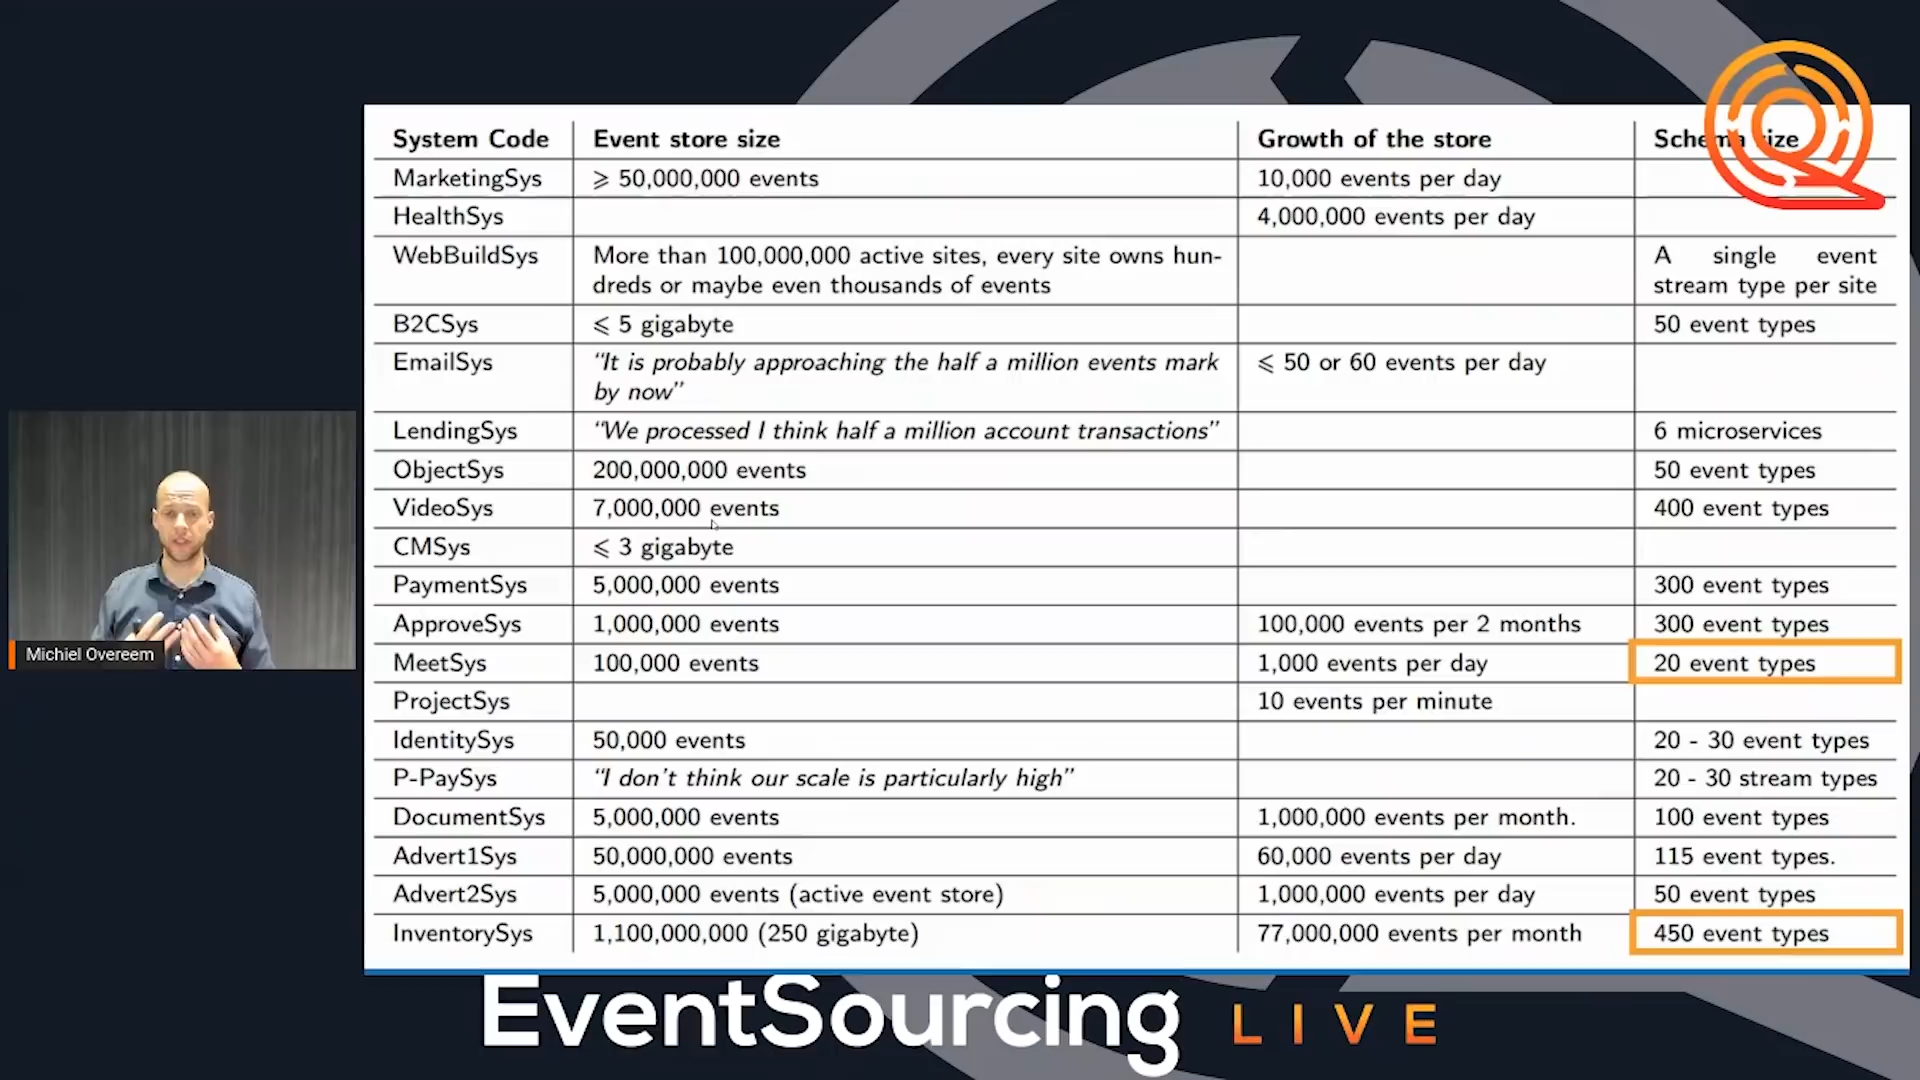 System Code Event store size Growth of the store Schema size
MarketingSys ⩾ 50,000,000 events 10,000 events per day
HealthSys 4,000,000 events per day
WebBuildSys More than 100,000,000 active sites, every site owns hun- A single event
dreds or maybe even thousands of events stream type per site
B2CSys ⩽ 5 gigabyte 50 event types
EmailSys “It is probably approaching the half a million events mark ⩽ 50 or 60 events per day
by now”
LendingSys “We processed I think half a million account transactions” 6 microservices
ObjectSys 200,000,000 events 50 event types
VideoSys 7,000,000 events 400 event types
CMSys ⩽ 3 gigabyte
PaymentSys 5,000,000 events 300 event types
ApproveSys 1,000,000 events 100,000 events per 2 months 300 event types
MeetSys 100,000 events 1,000 events per day 20 event types
ProjectSys 10 events per minute
IdentitySys 50,000 events 20 - 30 event types
P-PaySys “I don’t think our scale is particularly high” 20 - 30 stream types
DocumentSys 5,000,000 events 1,000,000 events per month. 100 event types
Advert1Sys 50,000,000 events 60,000 events per day 115 event types.
Advert2Sys 5,000,000 events (active event store) 1,000,000 events per day 50 event types
InventorySys 1,100,000,000 (250 gigabyte) 77,000,000 events per month 450 event types
Michiel Overeem
EventSourcing LIVE